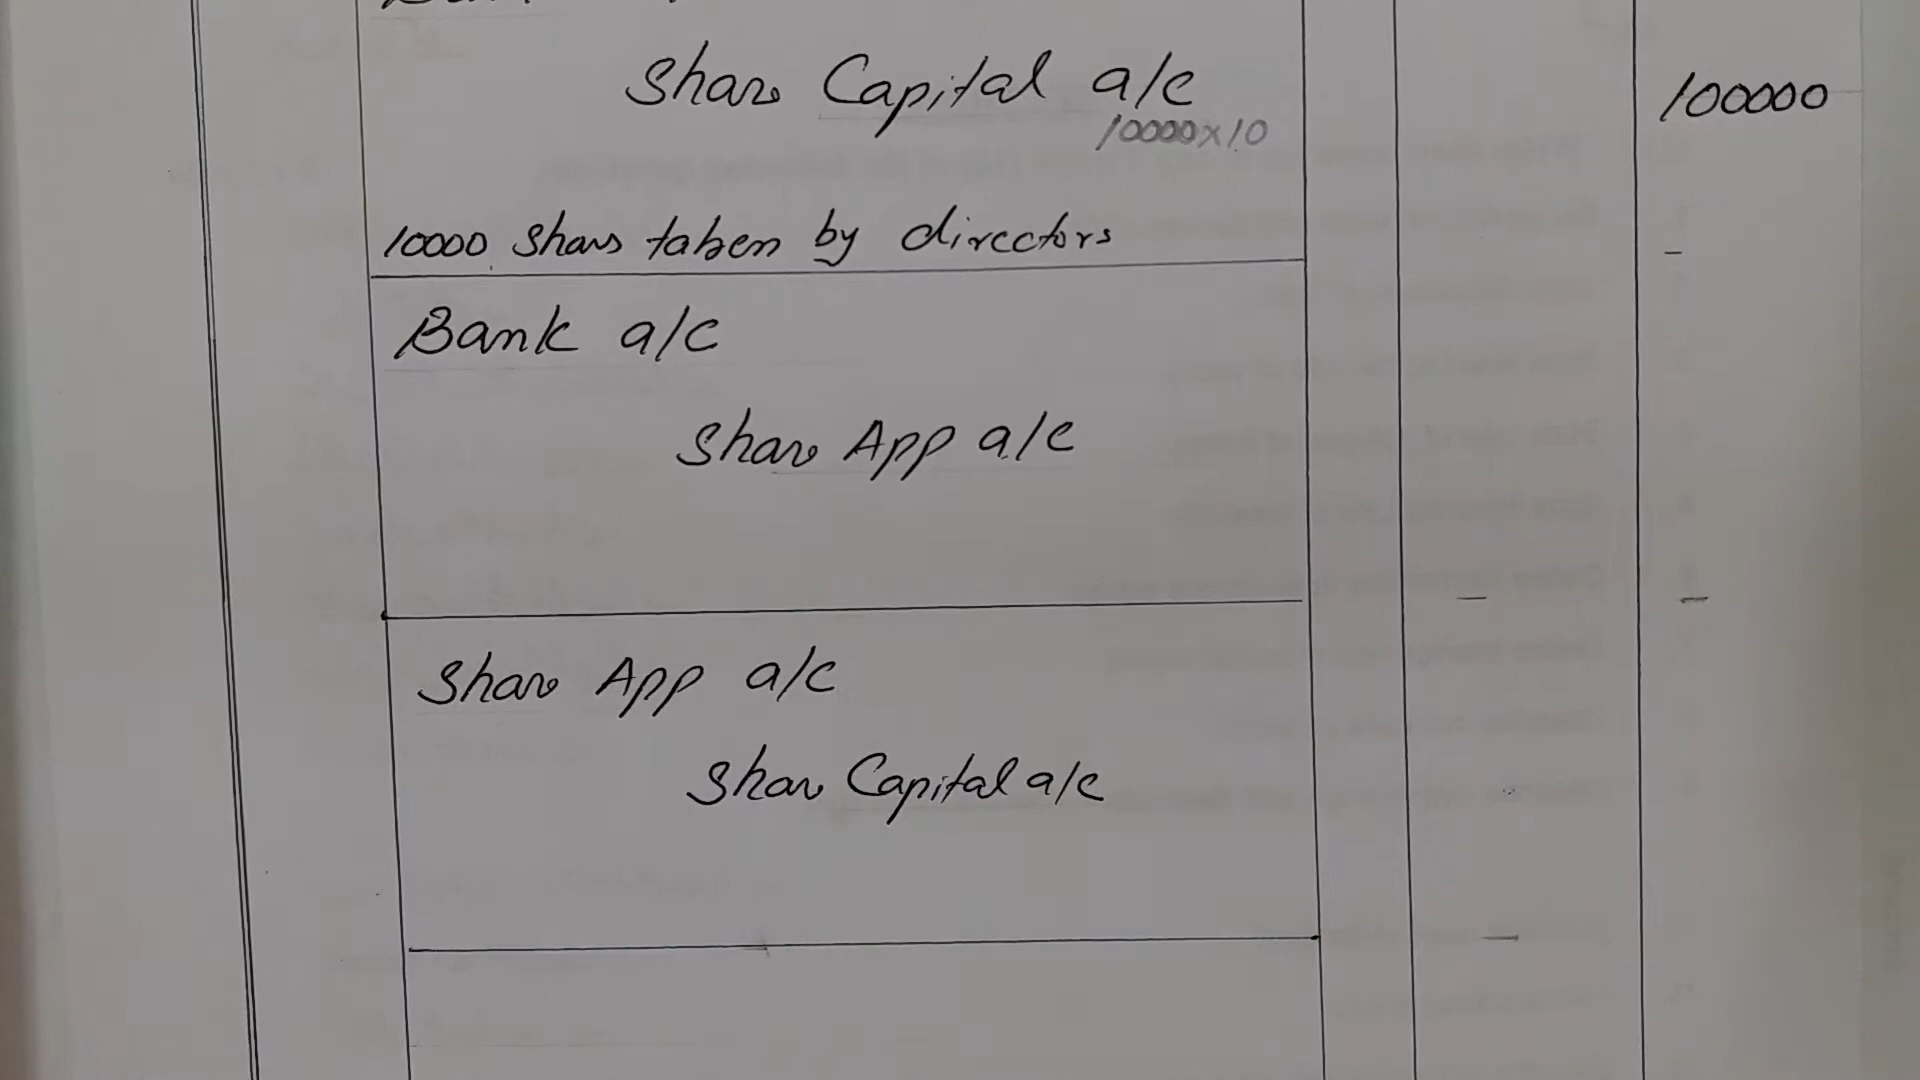 Share Capital a/c
100000
10000x10
10000 Shares taken by directors
Bank a/c
Share App a/c
Share App a/c
Share Capital a/c